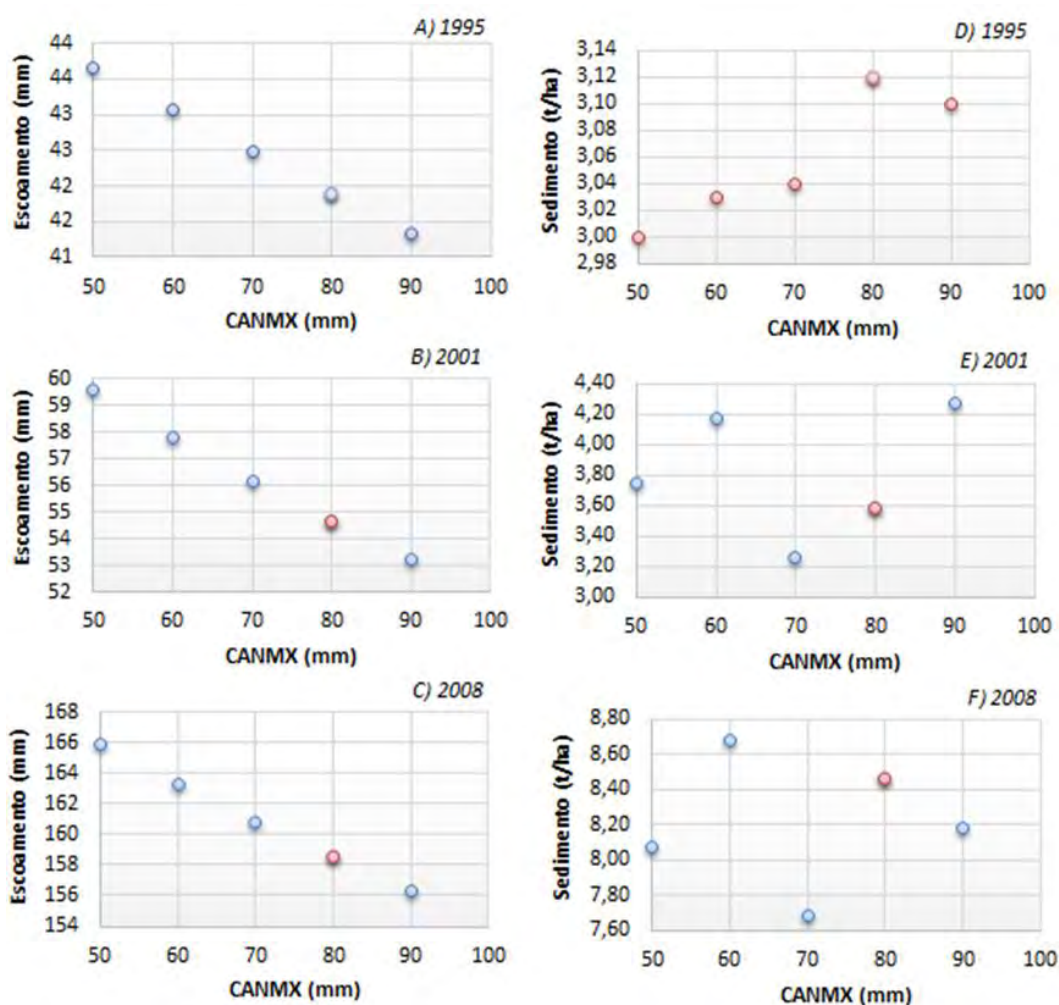 A) 1995
Escoamento (mm)
44
44
43
43
42
42
41
50 60 70 80 90 100
CANMX (mm)
D) 1995
Sedimento (t/ha)
3,14
3,12
3,10
3,08
3,06
3,04
3,02
3,00
2,98
50 60 70 80 90 100
CANMX (mm)
B) 2001
Escoamento (mm)
60
59
58
57
56
55
54
53
52
50 60 70 80 90 100
CANMX (mm)
E) 2001
Sedimento (t/ha)
4,40
4,20
4,00
3,80
3,60
3,40
3,20
3,00
50 60 70 80 90 100
CANMX (mm)
C) 2008
Escoamento (mm)
168
166
164
162
160
158
156
154
50 60 70 80 90 100
CANMX (mm)
F) 2008
Sedimento (t/ha)
8,80
8,60
8,40
8,20
8,00
7,80
7,60
50 60 70 80 90 100
CANMX (mm)